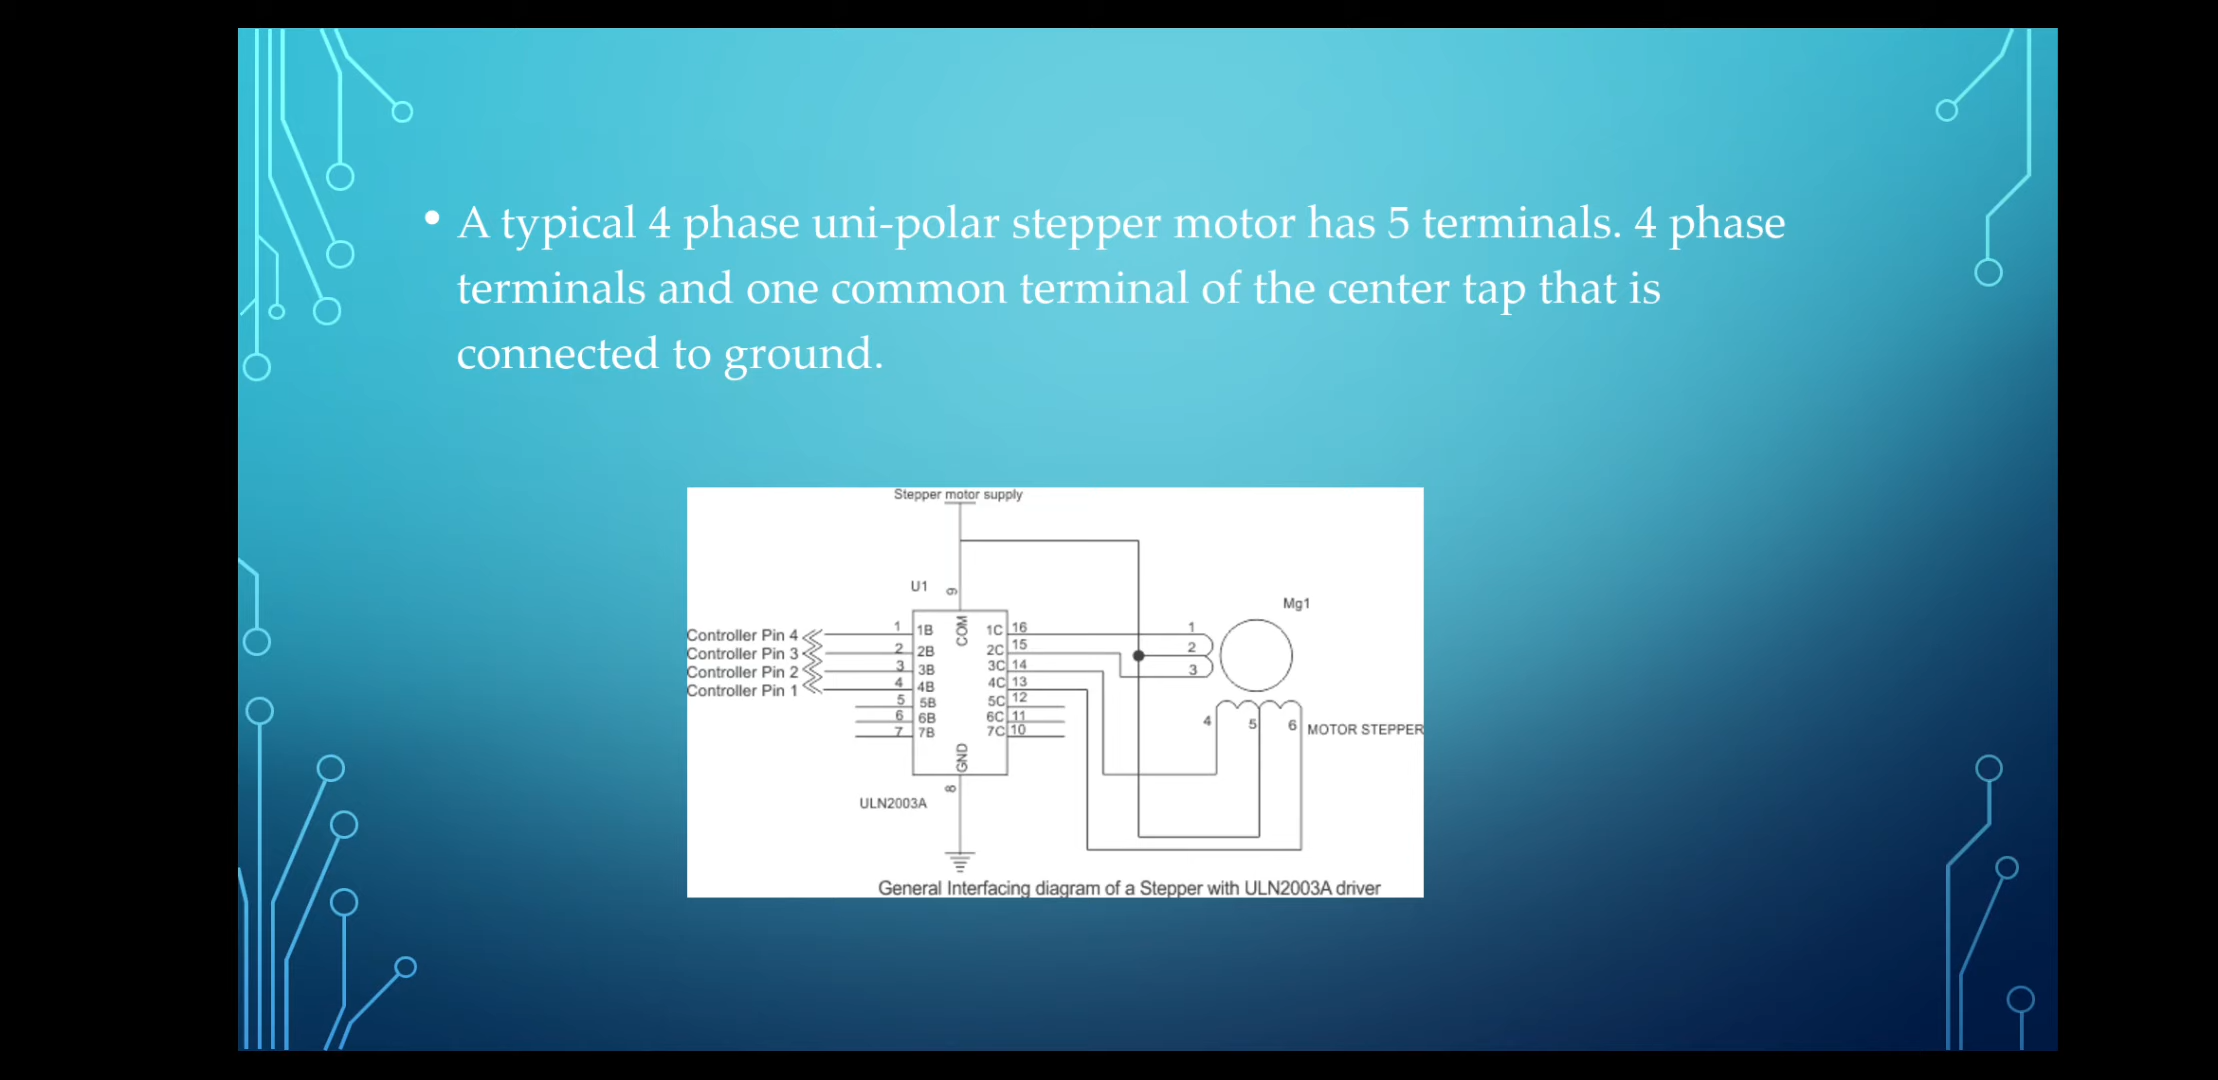 • A typical 4 phase uni-polar stepper motor has 5 terminals. 4 phase
terminals and one common terminal of the center tap that is
connected to ground.
Stepper motor supply
U1
9
Mg1
Controller Pin 4
Controller Pin 3
Controller Pin 2
Controller Pin 1
1 1B COM 1C 16 1
2 2B 2C 15 2
3 3B 3C 14 3
4 4B 4C 13
5 5B 5C 12
6 6B 6C 11
7 7B 7C 10
4 5 6 MOTOR STEPPER
GND
8
ULN2003A
General Interfacing diagram of a Stepper with ULN2003A driver